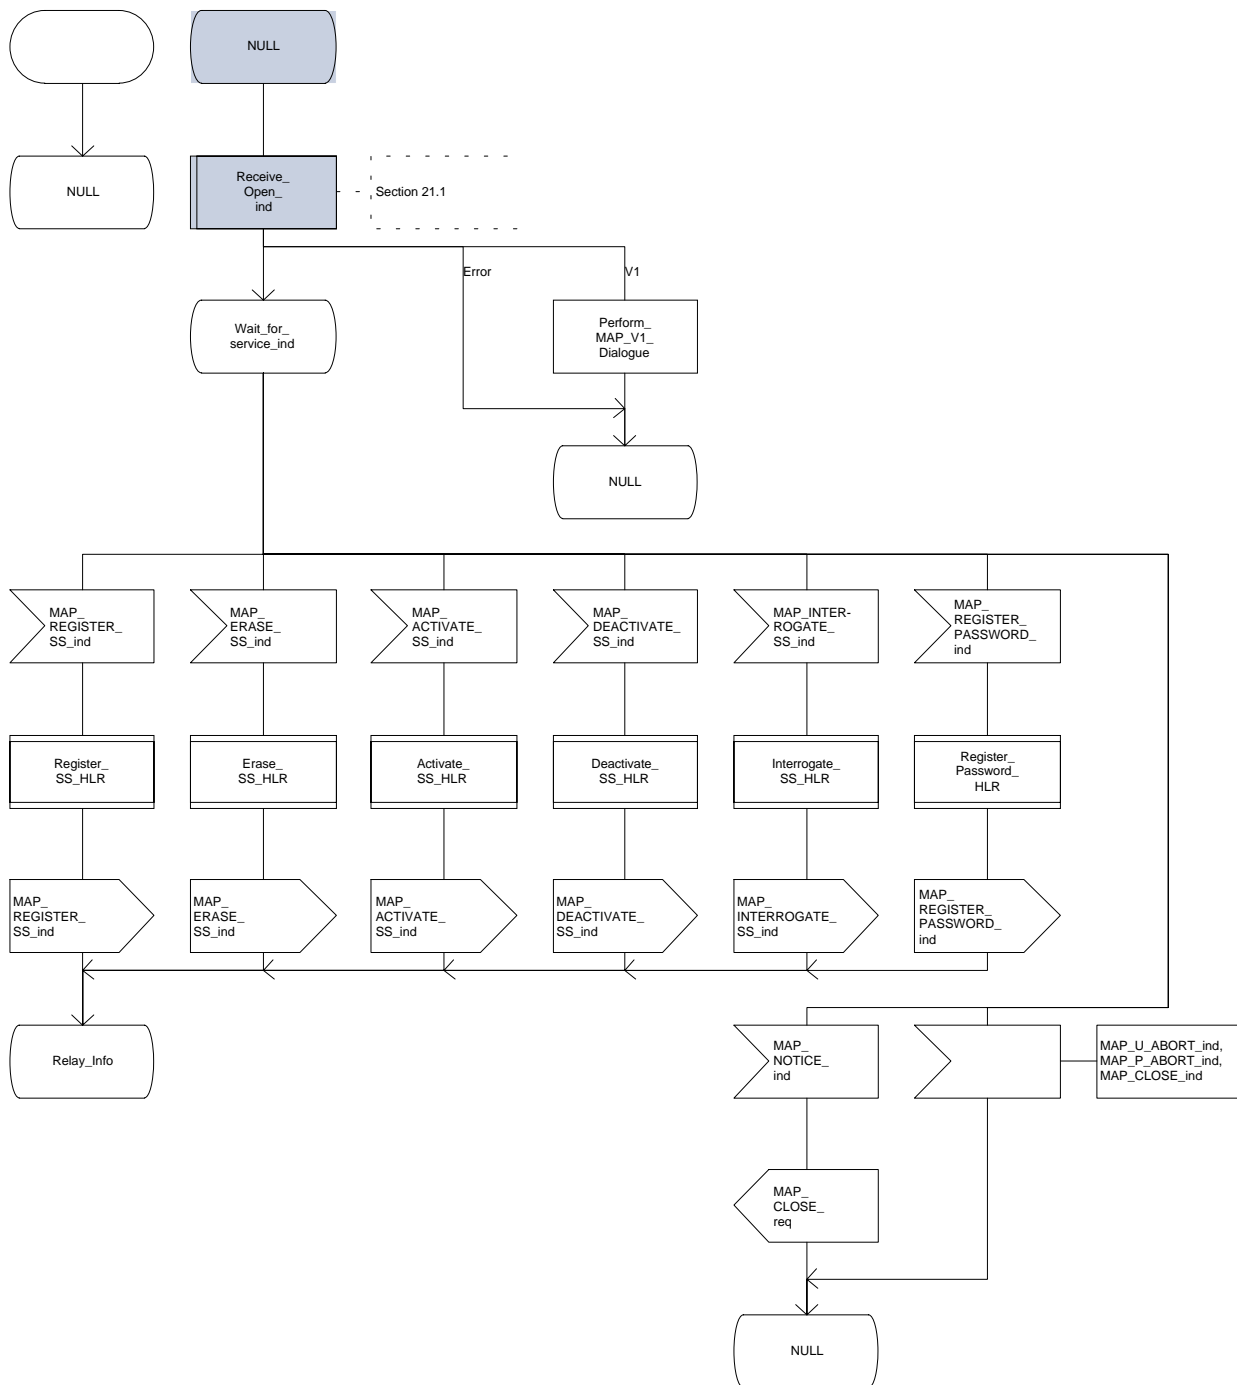 NULL
NULL
Receive_
Open_
ind
Section 21.1
Error
V1
Wait_for_
service_ind
Perform_
MAP_V1_
Dialogue
NULL
MAP_
REGISTER_
SS_ind
MAP_
ERASE_
SS_ind
MAP_
ACTIVATE_
SS_ind
MAP_
DEACTIVATE_
SS_ind
MAP_INTER-
ROGATE_
SS_ind
MAP_
REGISTER_
PASSWORD_
ind
Register_
SS_HLR
Erase_
SS_HLR
Activate_
SS_HLR
Deactivate_
SS_HLR
Interrogate_
SS_HLR
Register_
Password_
HLR
MAP_
REGISTER_
SS_ind
MAP_
ERASE_
SS_ind
MAP_
ACTIVATE_
SS_ind
MAP_
DEACTIVATE_
SS_ind
MAP_
INTERROGATE_
SS_ind
MAP_
REGISTER_
PASSWORD_
ind
Relay_Info
MAP_
NOTICE_
ind
MAP_U_ABORT_ind,
MAP_P_ABORT_ind,
MAP_CLOSE_ind
MAP_
CLOSE_
req
NULL